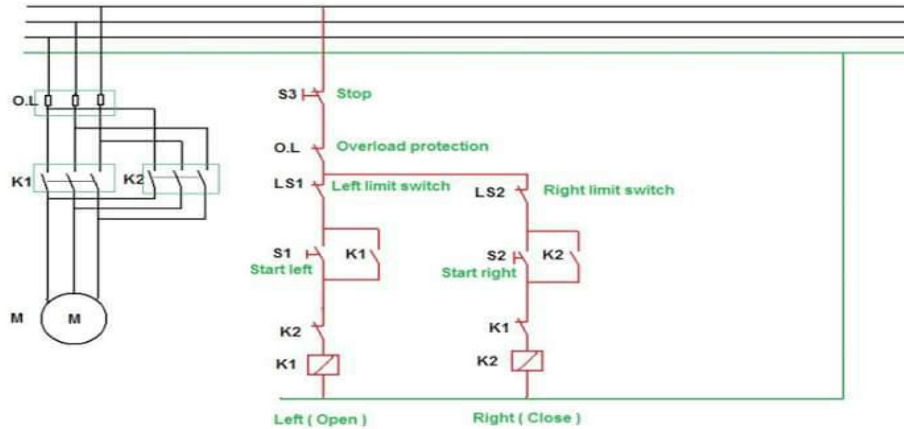 S3 Stop
O.L
O.L Overload protection
K1 K2
LS1 Left limit switch
LS2 Right limit switch
S1 K1
Start left
S2 K2
Start right
M M
K2
K1
K1
K2
Left ( Open )
Right ( Close )